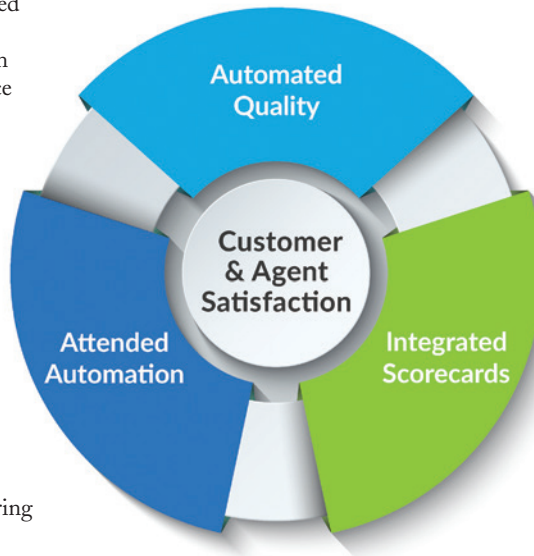 Automated
Quality
Customer
& Agent
Satisfaction
Attended
Automation
Integrated
Scorecards